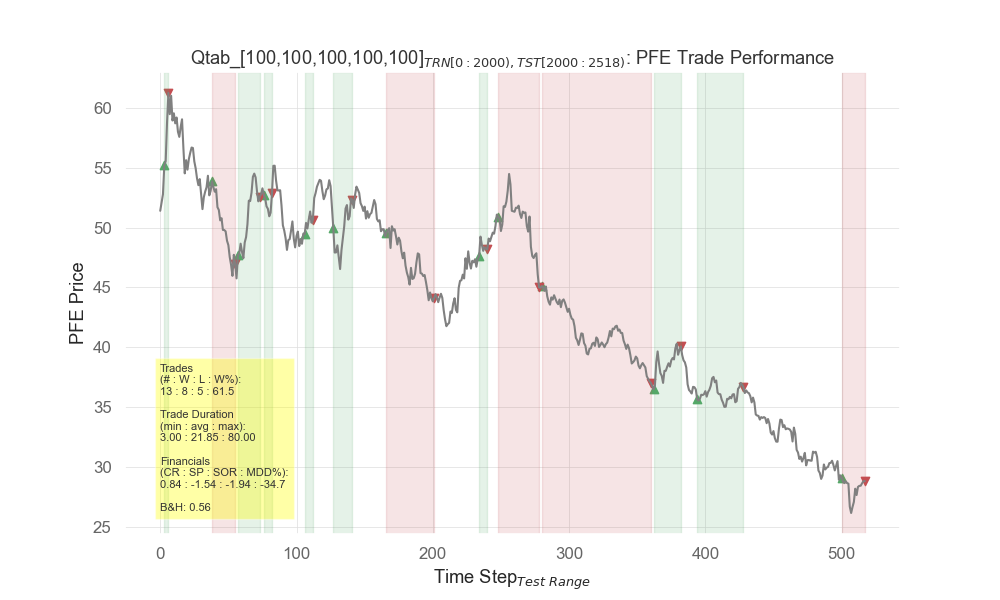 Qtab_[100,100,100,100,100]TRN[0 : 2000), TST[2000 : 2518): PFE Trade Performance
PFE Price
60
55
50
45
40
35
30
25
Trades
(# : W : L : W%):
13 : 8 : 5 : 61.5
Trade Duration
(min : avg : max):
3.00 : 21.85 : 80.00
Financials
(CR : SP : SOR : MDD%):
0.84 : -1.54 : -1.94 : -34.7
B&H: 0.56
0 100 200 300 400 500
Time StepTest Range